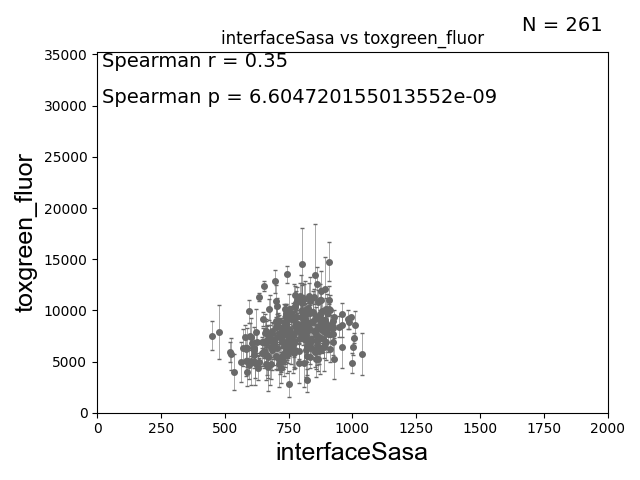 N = 261
interfaceSasa vs toxgreen_fluor
Spearman r = 0.35
Spearman p = 6.604720155013552e-09
toxgreen_fluor
35000
30000
25000
20000
15000
10000
5000
0
0 250 500 750 1000 1250 1500 1750 2000
interfaceSasa